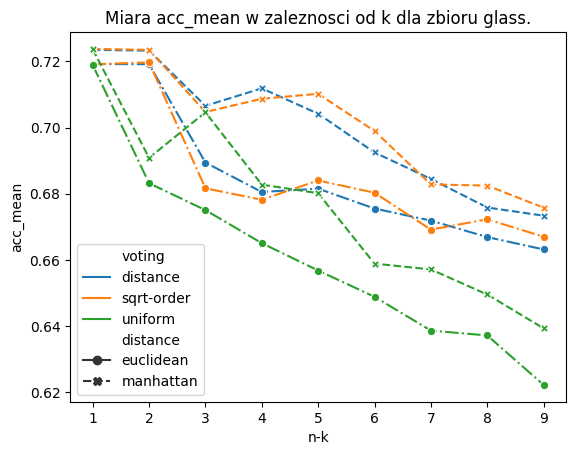 Miara acc_mean w zaleznosci od k dla zbioru glass.
acc_mean
0.72
0.70
0.68
0.66
0.64
0.62
voting
distance
sqrt-order
uniform
distance
euclidean
manhattan
1 2 3 4 5 6 7 8 9
n-k